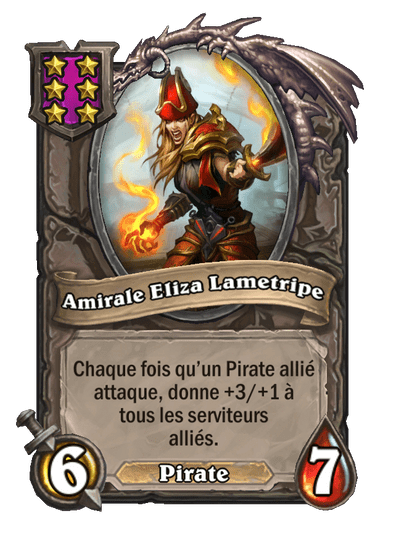 Amirale Eliza Lametripe
Chaque fois qu'un Pirate allié
attaque, donne +3/+1 à
tous les serviteurs
alliés.
6
Pirate
7